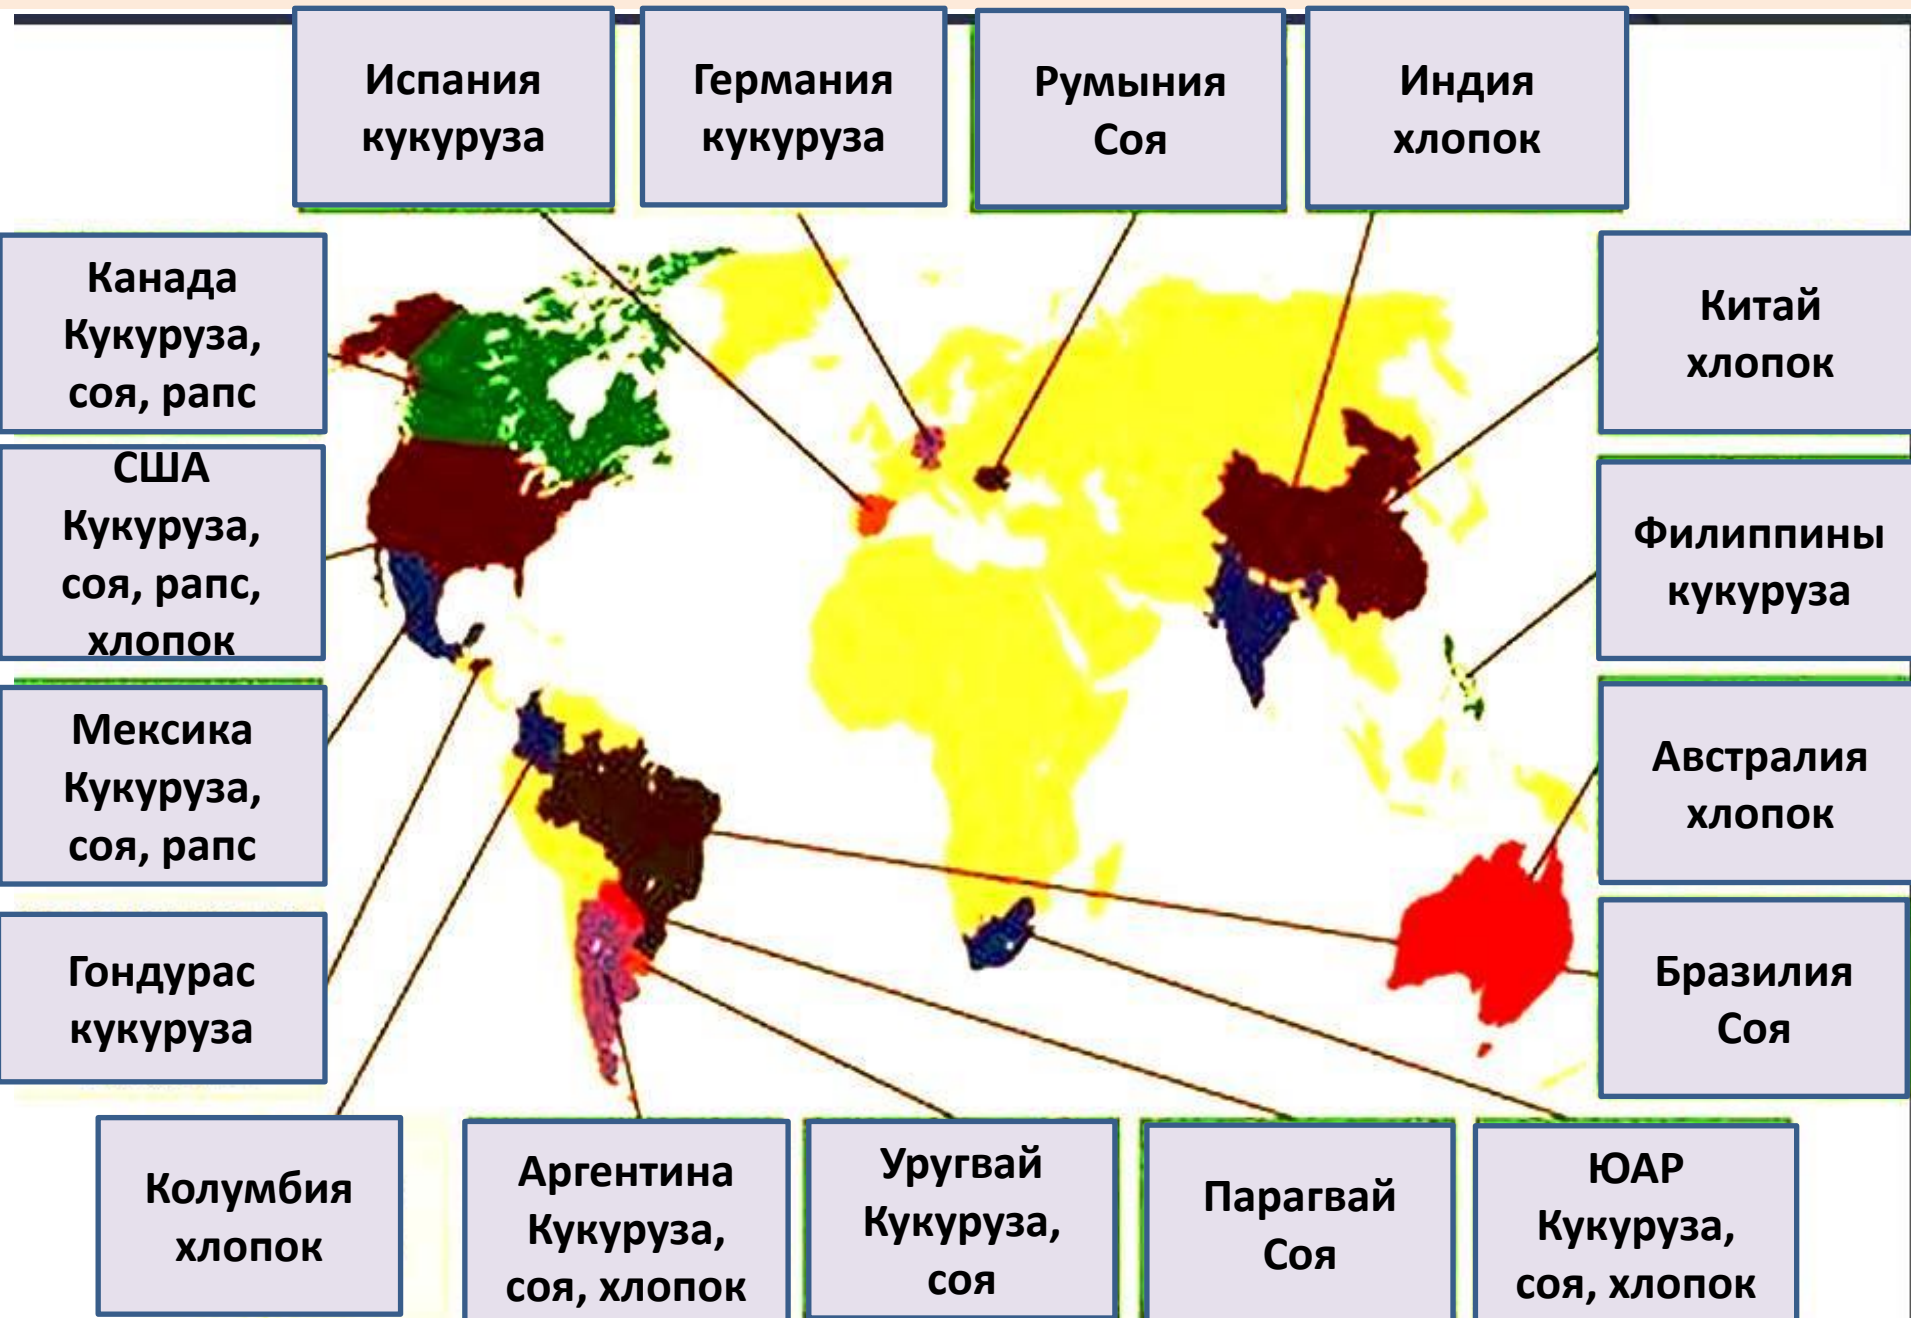 Испания
кукуруза
Германия
кукуруза
Румыния
Соя
Индия
хлопок
Канада
Кукуруза,
соя, рапс
Китай
хлопок
США
Кукуруза,
соя, рапс,
хлопок
Филиппины
кукуруза
Мексика
Кукуруза,
соя, рапс
Австралия
хлопок
Гондурас
кукуруза
Бразилия
Соя
Колумбия
хлопок
Аргентина
Кукуруза,
соя, хлопок
Уругвай
Кукуруза,
соя
Парагвай
Соя
ЮАР
Кукуруза,
соя, хлопок